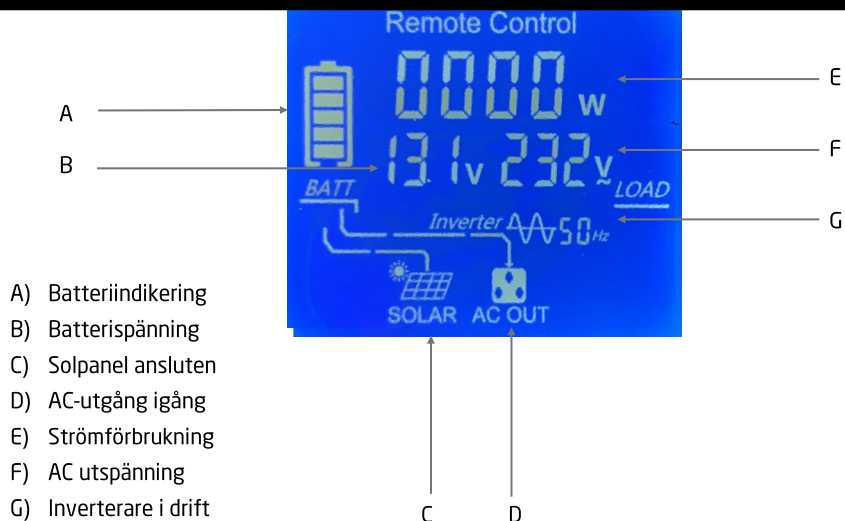 Remote Control
0000 W
E
A
13.1 V 232 V
F
B
BATT
LOAD
Inverter 50 Hz
G
SOLAR AC OUT
A) Batteriindikering
B) Batterispänning
C) Solpanel ansluten
D) AC-utgång igång
E) Strömförbrukning
F) AC utspänning
G) Inverterare i drift
C
D